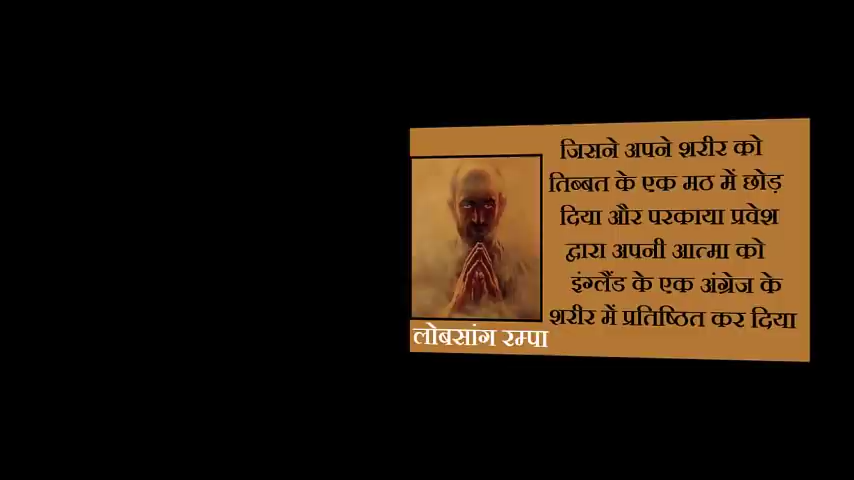 जिसने अपने शरीर को
तिब्बत के एक मठ में छोड़
दिया और परकाया प्रवेश
द्वारा अपनी आत्मा को
इंग्लैंड के एक अंग्रेज के
शरीर में प्रतिष्ठित कर दिया
लोबसांग रम्पा